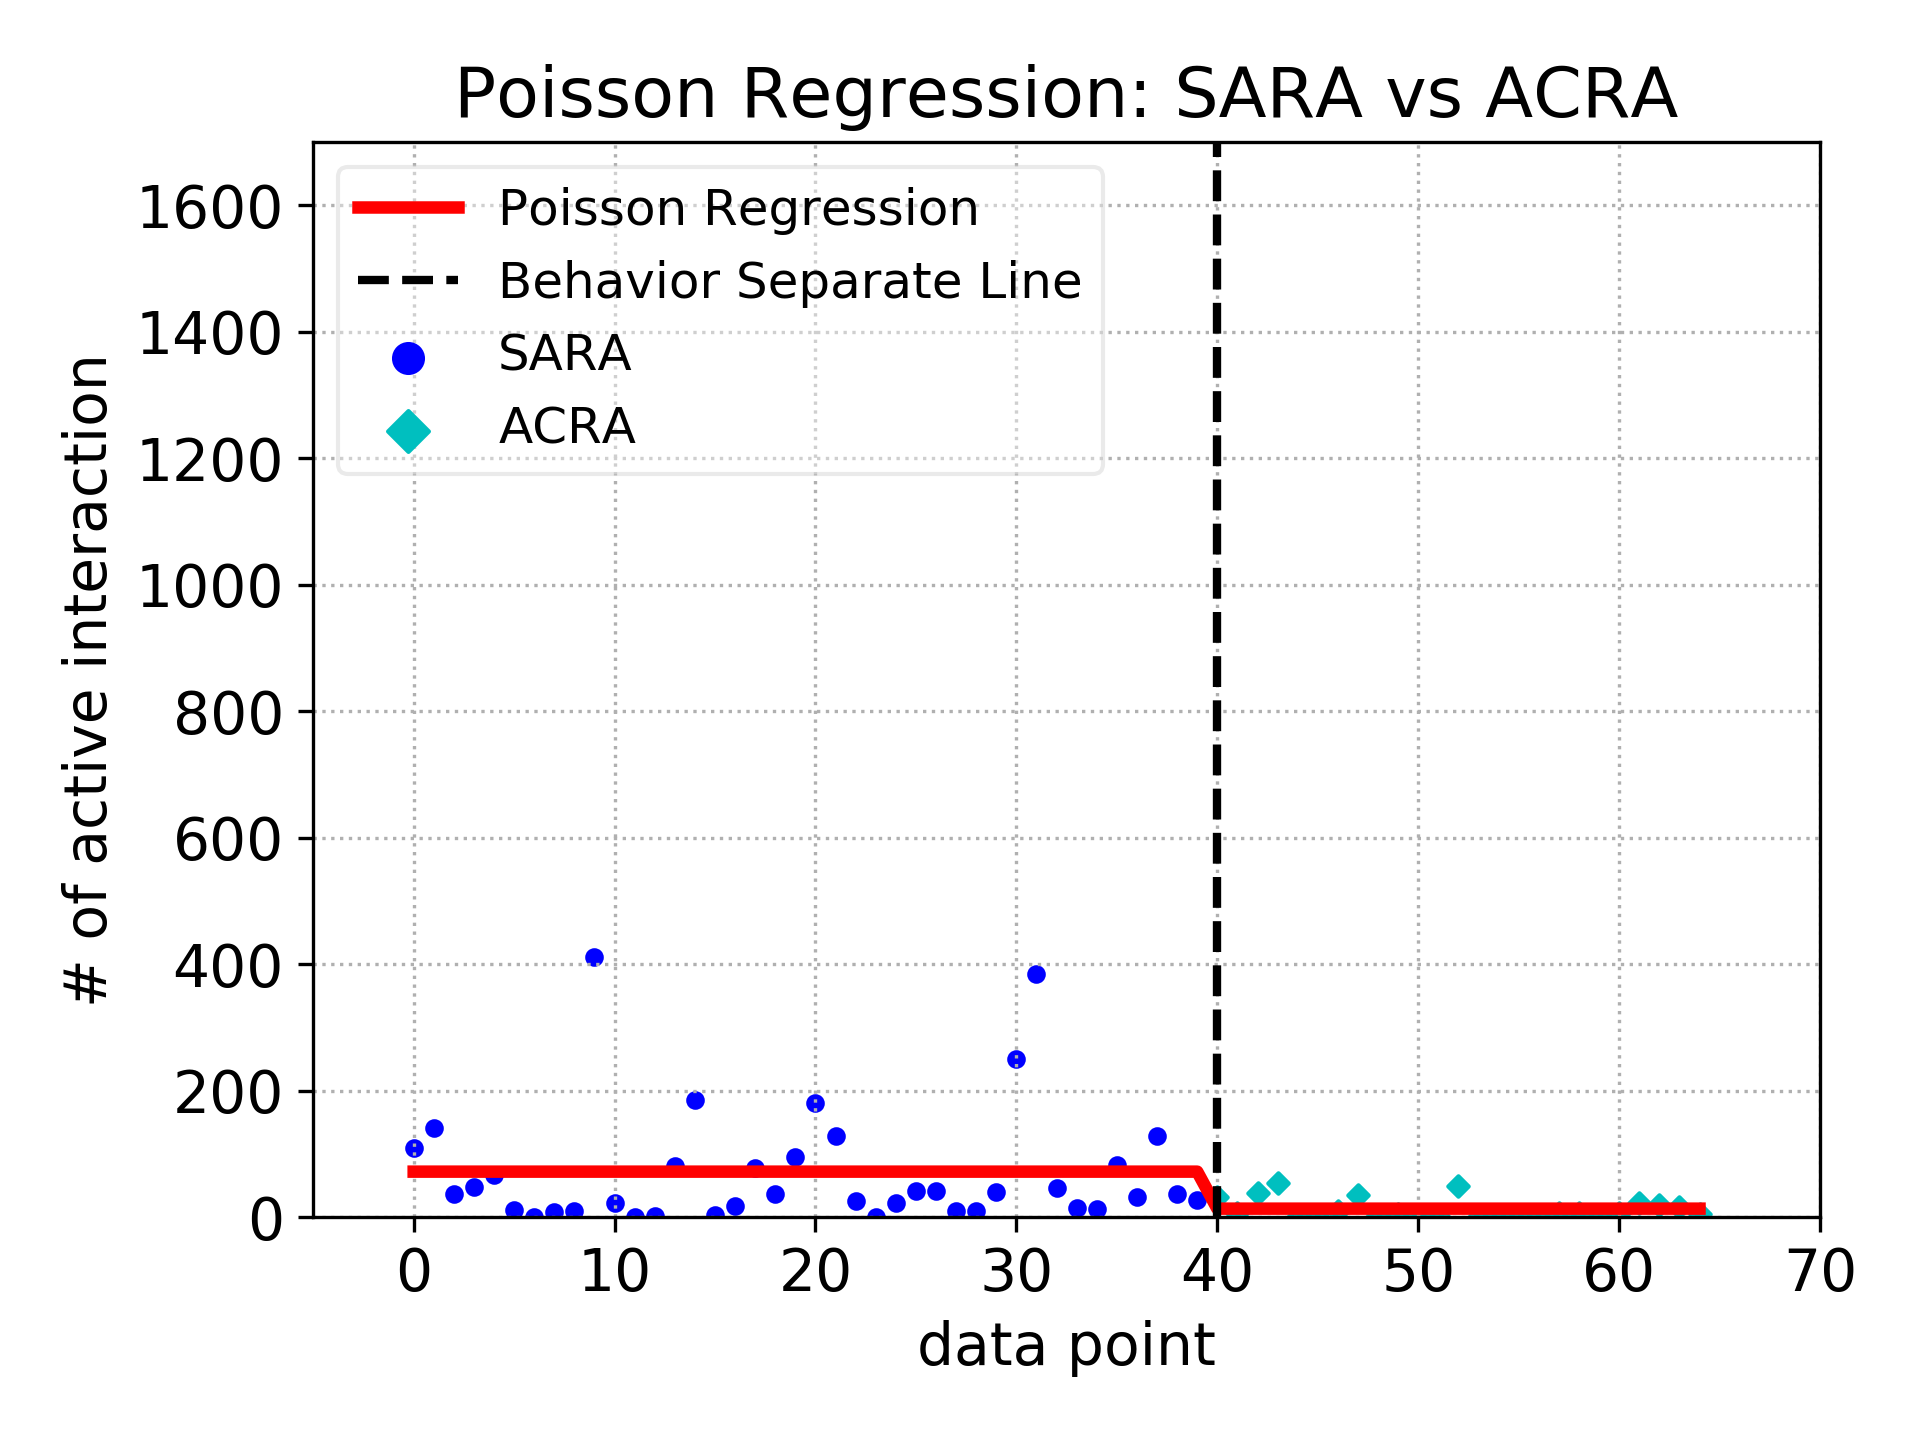 Poisson Regression: SARA vs ACRA
Poisson Regression
Behavior Separate Line
SARA
ACRA
# of active interaction
1600
1400
1200
1000
800
600
400
200
0
0 10 20 30 40 50 60 70
data point